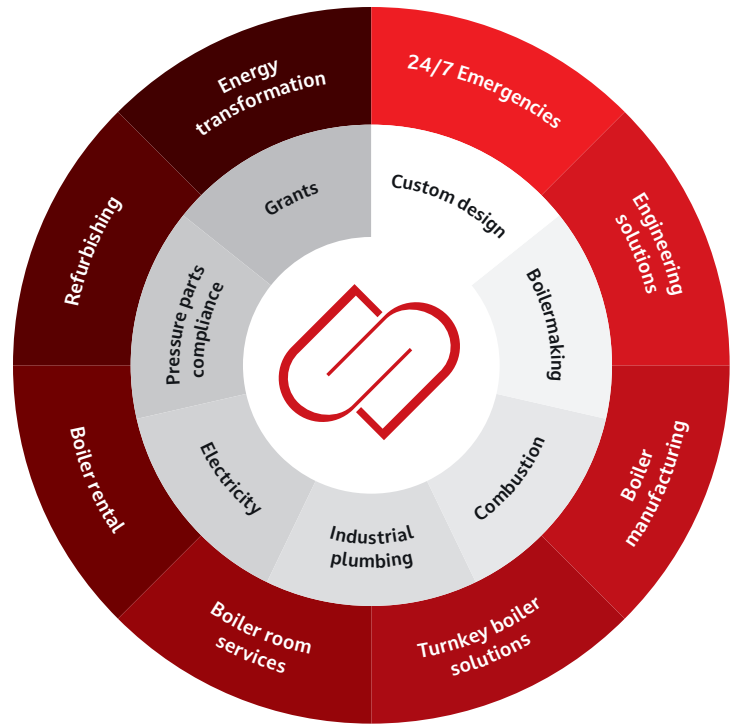 24/7 Emergencies
Engineering
solutions
Boiler
manufacturing
Turnkey boiler
solutions
Boiler room
services
Boiler rental
Refurbishing
Energy
transformation
Custom design
Boilermaking
Combustion
Industrial
plumbing
Electricity
Pressure parts
compliance
Grants